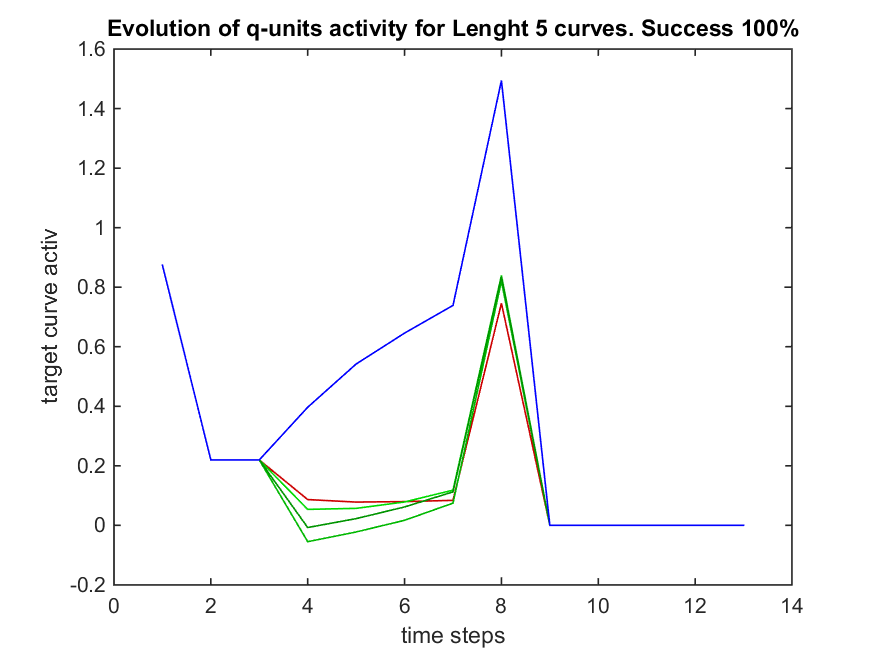 Evolution of q-units activity for Lenght 5 curves. Success 100%
1.6
1.4
1.2
1
0.8
0.6
0.4
0.2
0
-0.2
target curve activ
0 2 4 6 8 10 12 14
time steps